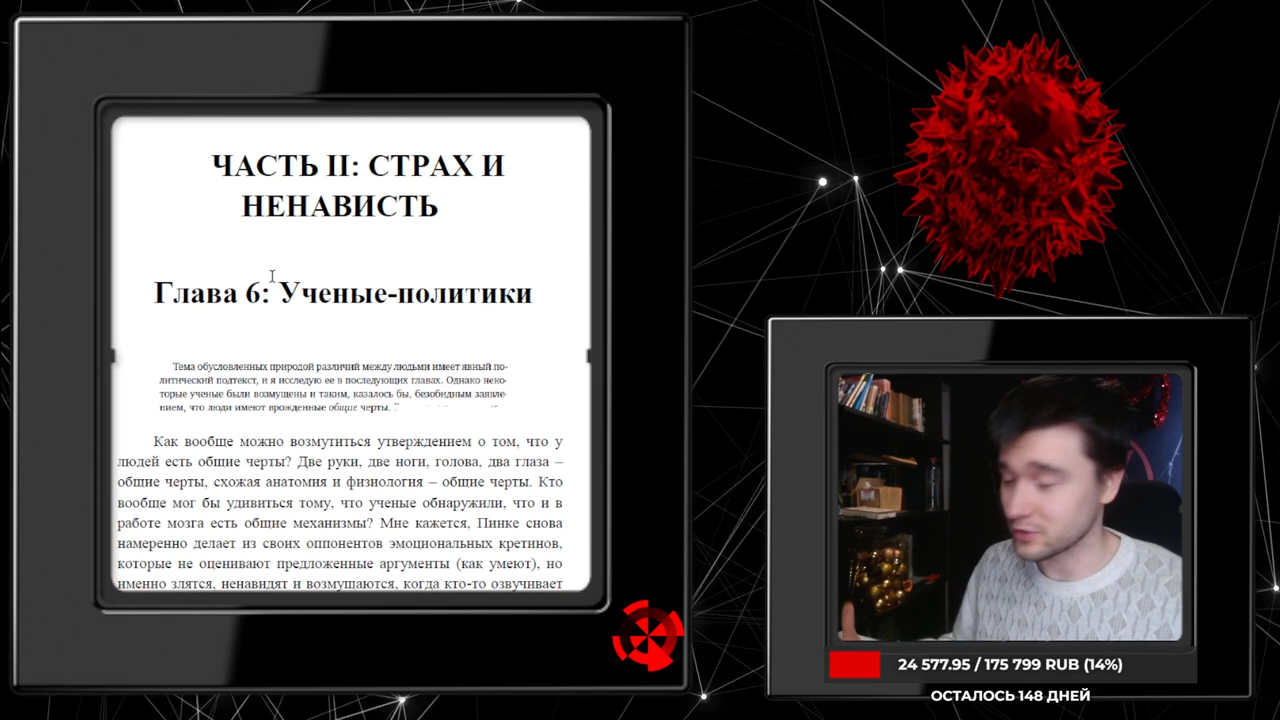 ЧАСТЬ II: СТРАХ И
НЕНАВИСТЬ
Глава 6: Ученые-политики
Тема обусловленных природой различий между людьми имеет явный по-
литический подтекст, и я исследую ее в последующих главах. Однако неко-
торые ученые были возмущены и таким, казалось бы, безобидным заявле-
нием, что люди имеют врожденные общие черты.
Как вообще можно возмутиться утверждением о том, что у
людей есть общие черты? Две руки, две ноги, голова, два глаза –
общие черты, схожая анатомия и физиология – общие черты. Кто
вообще мог бы удивиться тому, что ученые обнаружили, что и в
работе мозга есть общие механизмы? Мне кажется, Пинке снова
намеренно делает из своих оппонентов эмоциональных кретинов,
которые не оценивают предложенные аргументы (как умеют), но
именно злятся, ненавидят и возмущаются, когда кто-то озвучивает
24 577.95 / 175 799 RUB (14%)
ОСТАЛОСЬ 148 ДНЕЙ